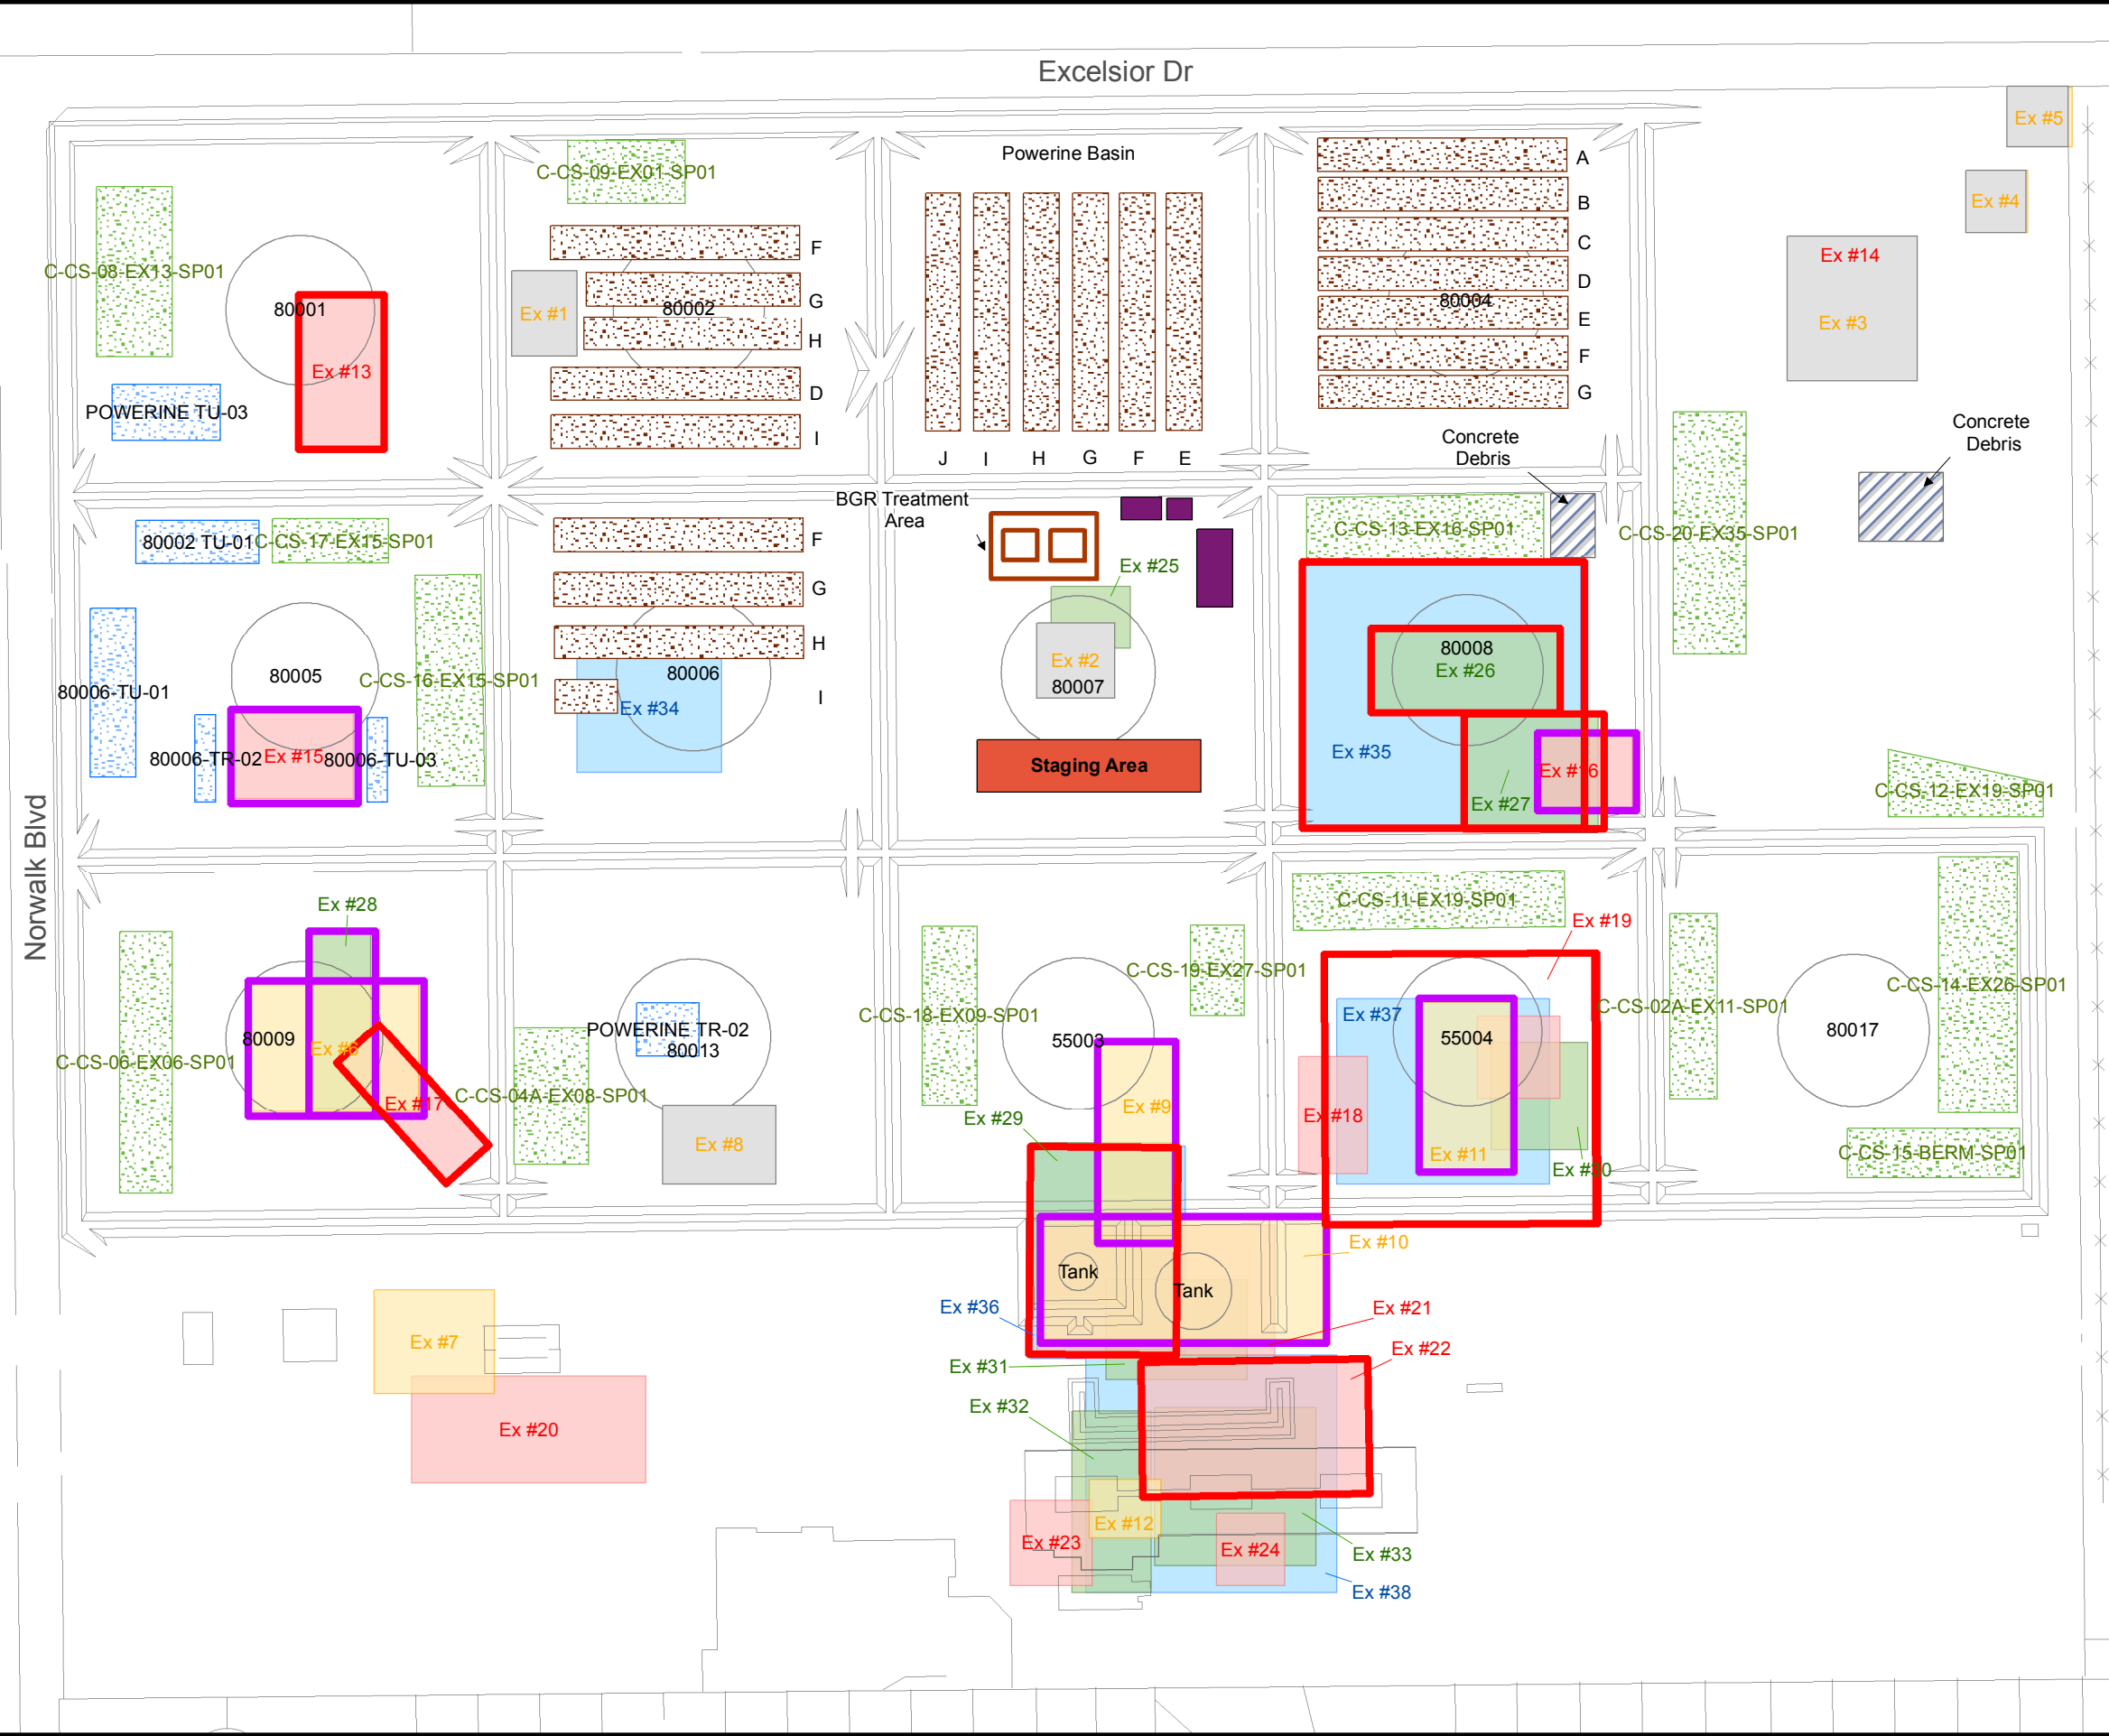 Excelsior Dr
Ex #5
Powerine Basin
A
C-CS-09-EX01-SP01
B
Ex #4
C
F
Ex #14
C-CS-08-EX13-SP01
D
G
80001
80002
80004
Ex #1
E
Ex #3
H
F
Ex #13
D
G
POWERINE TU-03
Concrete
Debris
I
Concrete
Debris
J
I
H
G
F
E
BGR Treatment
Area
80002 TU-01
C-CS-17-EX15-SP01
F
C-CS-13-EX16-SP01
C-CS-20-EX35-SP01
Ex #25
G
H
80008
Ex #2
Ex #26
80005
C-CS-16-EX15-SP01
80006
80007
80006-TU-01
I
Ex #34
Ex #35
80006-TR-02
Ex #15
80006-TU-03
Staging Area
Ex #16
C-CS-12-EX19-SP01
Ex #27
Norwalk Blvd
Ex #28
C-CS-11-EX19-SP01
Ex #19
C-CS-19-EX27-SP01
C-CS-14-EX26-SP01
C-CS-02A-EX11-SP01
C-CS-18-EX09-SP01
Ex #37
POWERINE TR-02
80017
80009
Ex #6
80013
55003
55004
C-CS-06-EX06-SP01
C-CS-04A-EX08-SP01
Ex #17
Ex #9
Ex #29
Ex #18
Ex #8
Ex #11
C-CS-15-BERM-SP01
Ex #30
Ex #10
Tank
Tank
Ex #36
Ex #21
Ex #7
Ex #22
Ex #31
Ex #32
Ex #20
Ex #12
Ex #23
Ex #24
Ex #33
Ex #38